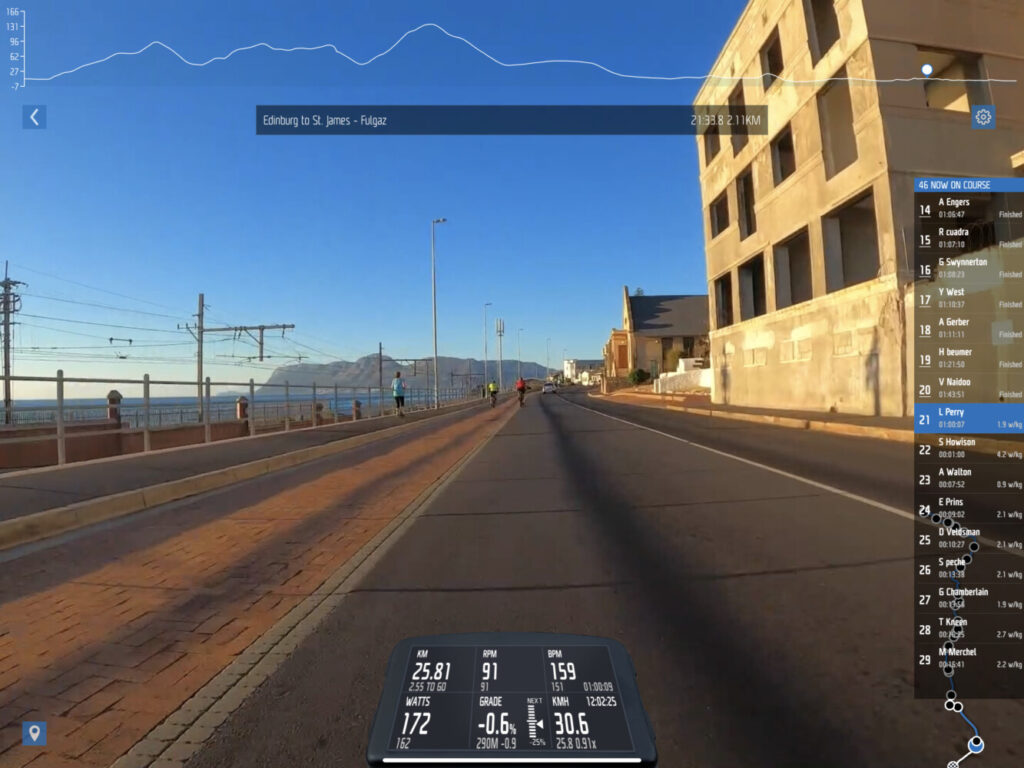 166
131
96
62
27
-7
Edinburg to St. James - Fulgaz 21:33.8 2.11KM
46 NOW ON COURSE
14 A Engers
01:06:47 Finished
15 R cuadra
01:07:10 Finished
16 G Swynnerton
01:08:23 Finished
17 Y West
01:10:37 Finished
18 A Gerber
01:11:11 Finished
19 H beumer
01:21:50 Finished
20 V Naidoo
01:43:51 Finished
21 L Perry
01:00:07 1.9 w/kg
22 S Howison
00:01:00 4.2 w/kg
23 A Walton
00:07:52 0.9 w/kg
24 E Prins
00:09:02 2.1 w/kg
25 D Veldsman
00:10:27 2.1 w/kg
26 S peche
00:13:38 2.1 w/kg
27 G Chamberlain
1.9 w/kg
28 T Kneen
2.7 w/kg
29 M Merchel
00:16:41 2.2 w/kg
KM RPM BPM
25.81 91 159
2.55 TO GO 91 151 01:00:09
WATTS GRADE NEXT KMH 12:02:25
172 -0.6% 30.6
162 290M -0.9 -25% 25.8 0.91x